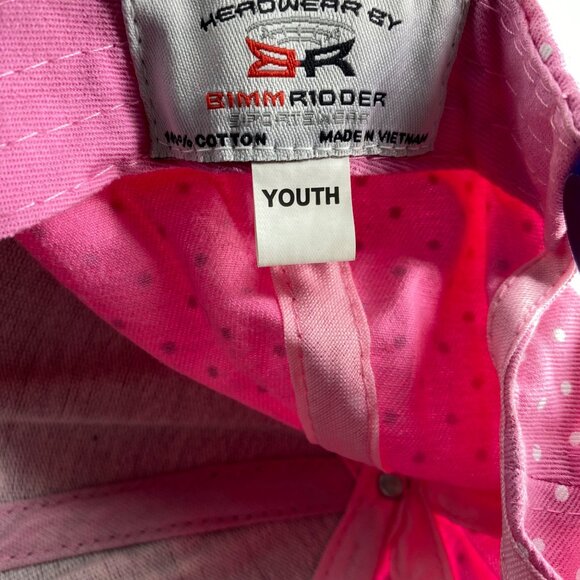 HEADWEAR BY
BR
BIMM RIDDER
SPORTSWEAR
100% COTTON MADE IN VIETNAM
YOUTH